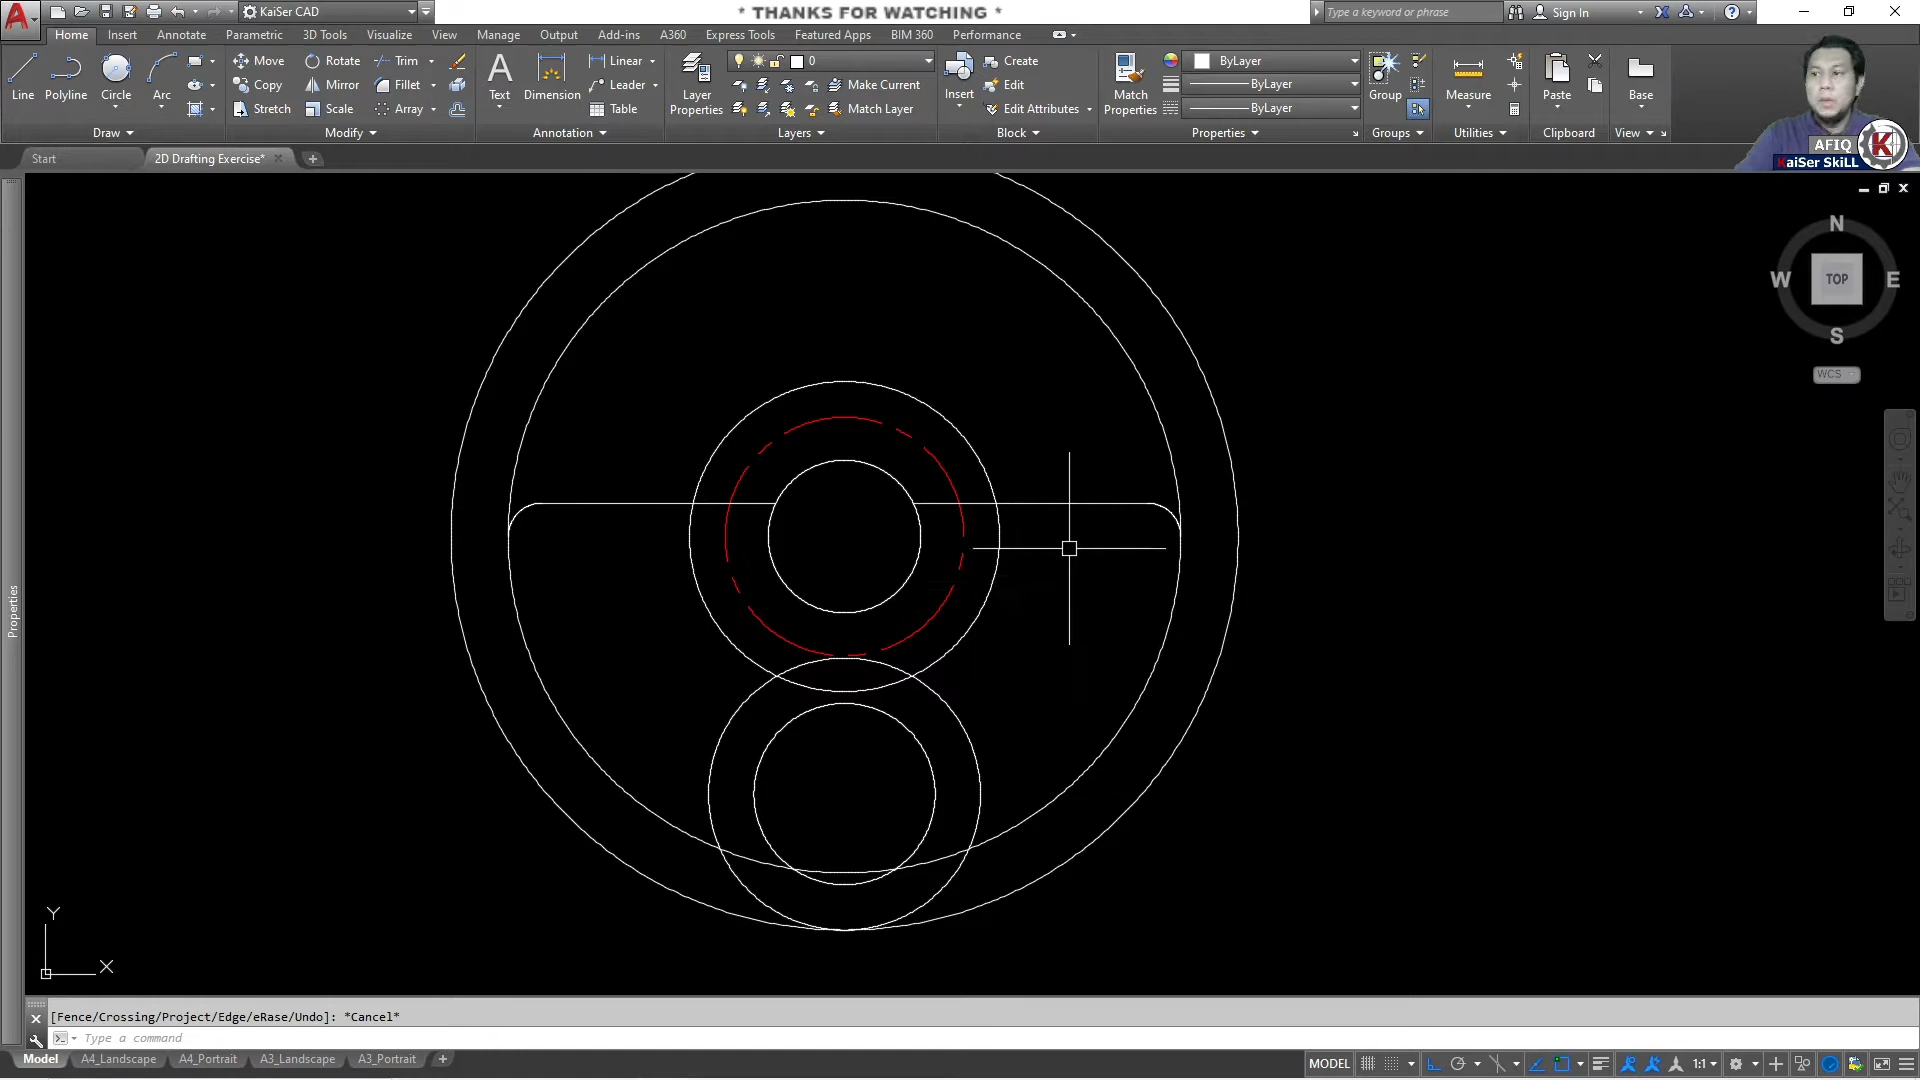 KaiSer CAD
* THANKS FOR WATCHING *
Type a keyword or phrase
Sign In
Home Insert Annotate Parametric 3D Tools Visualize View Manage Output Add-ins A360 Express Tools Featured Apps BIM 360 Performance
Line
Polyline
Circle
Arc
Draw
Move
Rotate
Trim
Copy
Mirror
Fillet
Stretch
Scale
Array
Modify
Text
Dimension
Linear
Leader
Table
Annotation
Layer
Properties
0
Make Current
Match Layer
Layers
Insert
Create
Edit
Edit Attributes
Block
Match
Properties
ByLayer
ByLayer
ByLayer
Properties
Group
Groups
Measure
Utilities
Paste
Clipboard
Base
View
AFIQ
K
KaiSer SkiLL
Start
2D Drafting Exercise*
N
W
TOP
E
S
WCS
Properties
Y
X
[Fence/Crossing/Project/Edge/eRase/Undo]: *Cancel*
Type a command
Model A4_Landscape A4_Portrait A3_Landscape A3_Portrait
MODEL
1:1